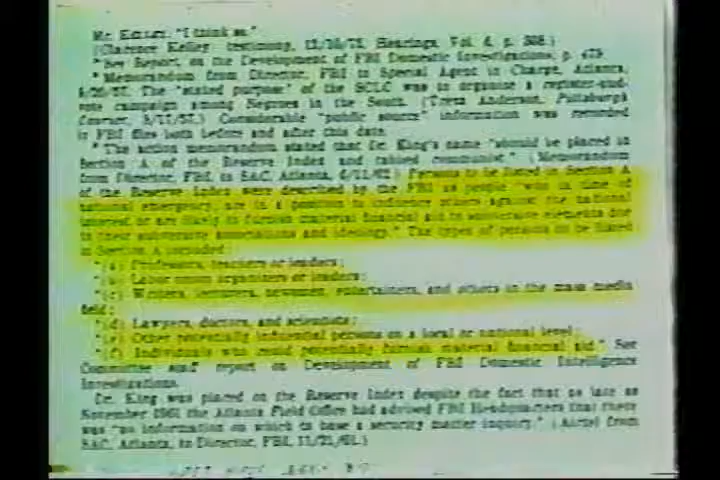 Mr. KELLEY. "I think so."
(Clarence Kelley testimony, 12/10/75, Hearings, Vol. 6, p.
See Report, on the Development of FBI Domestic Investigations, p. 479
Memorandum from Director, FBI to Special Agent in Charge, Atlanta,
The "stated purpose" of the SCLC was to organize a register-and-
vote campaign among Negroes in the South. (Trezz Anderson, Pittsburgh
Courier, Considerable "public source" information was recorded
in FBI files both before and after this date.
"The action memorandum stated that Dr. King's name "should be placed in
Section A of the Reserve Index and tabbed communist." (Memorandum
from Director, FBI, to SAC, Atlanta, Persons to be listed in Section A
of the Reserve Index were described by the FBI as people "who in time of
national emergency, are in a position to influence others against the national
interest or are likely to furnish material financial aid to subversive elements due
to their subversive associations and ideology." The types of persons to be listed
in Section A included:
"(a) Professors, teachers or leaders;
"(b) Labor union organizers or leaders;
"(c) Writers, lecturers, newsmen, entertainers, and others in the mass media
field;
"(d) Lawyers, doctors, and scientists;
"(e) Other potentially influential persons on a local or national level;
"(f) Individuals who could potentially furnish material financial aid." See
Committee staff report on Development of FBI Domestic Intelligence
Investigations.
Dr. King was placed on the Reserve Index despite the fact that as late as
November 1961 the Atlanta Field Office had advised FBI Headquarters that there
was "no information on which to base a security matter inquiry." (Airtel from
SAC, Atlanta, to Director, FBI, 11/21/61.)